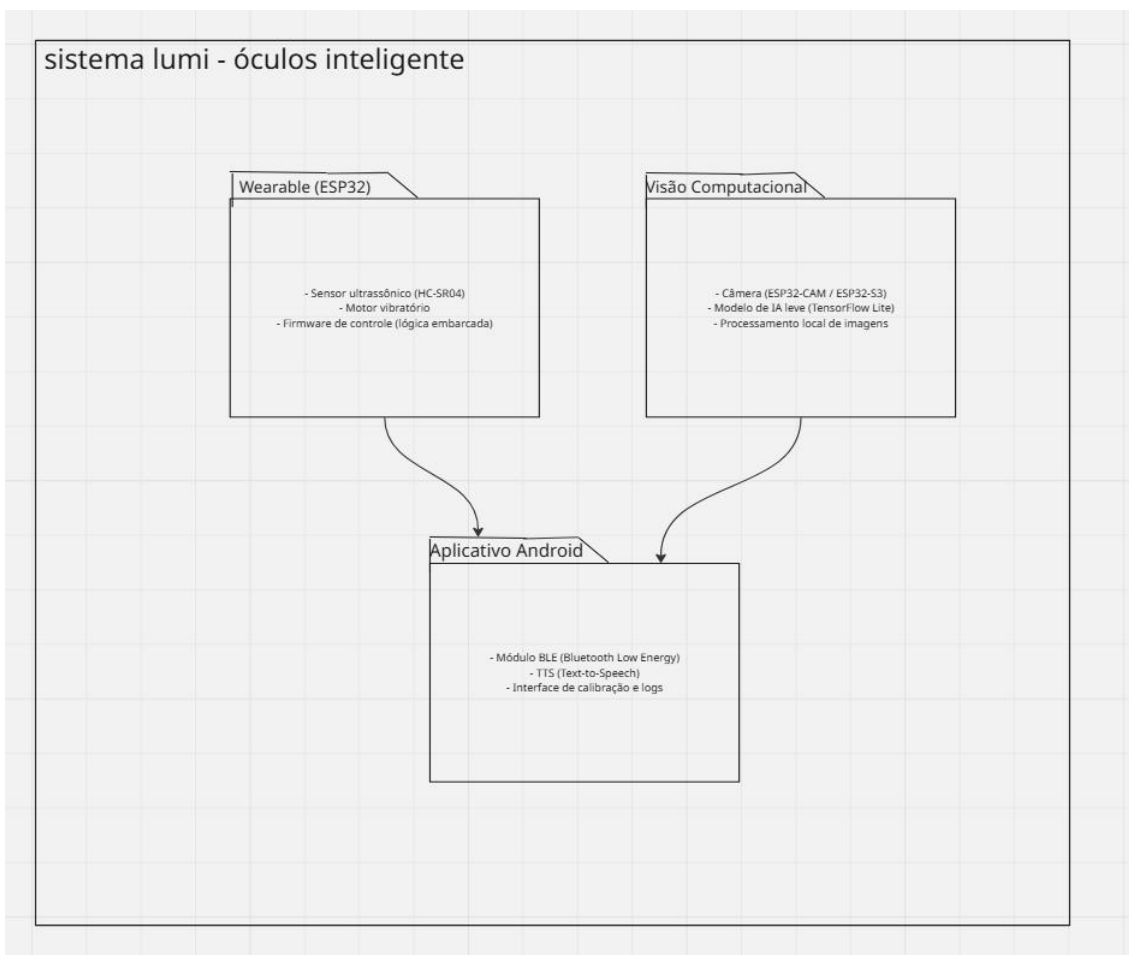 sistema lumi - óculos inteligente
Wearable (ESP32)
- Sensor ultrassônico (HC-SR04)
- Motor vibratório
- Firmware de controle (lógica embarcada)
Visão Computacional
- Câmera (ESP32-CAM / ESP32-S3)
- Modelo de IA leve (TensorFlow Lite)
- Processamento local de imagens
Aplicativo Android
- Módulo BLE (Bluetooth Low Energy)
- TTS (Text-to-Speech)
- Interface de calibração e logs